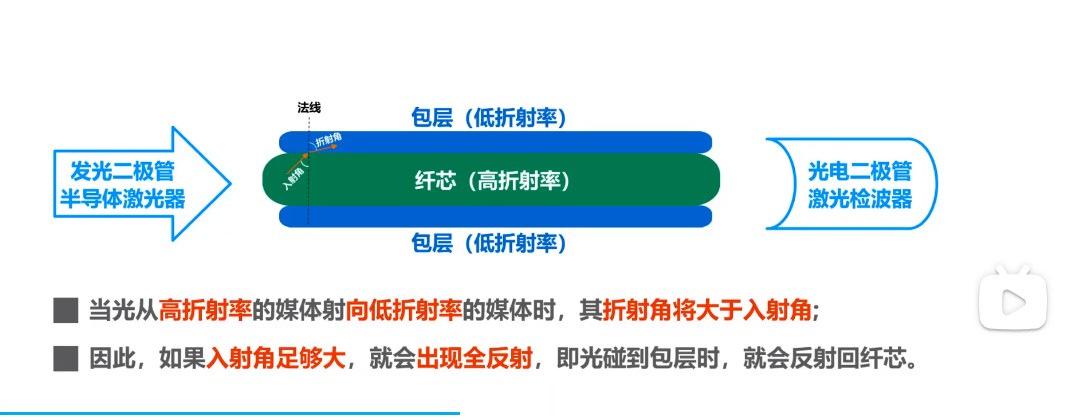 法线
包层（低折射率）
折射角
入射角
发光二极管
半导体激光器
纤芯（高折射率）
光电二极管
激光检波器
包层（低折射率）
当光从高折射率的媒体射向低折射率的媒体时，其折射角将大于入射角;
因此，如果入射角足够大，就会出现全反射，即光碰到包层时，就会反射回纤芯。